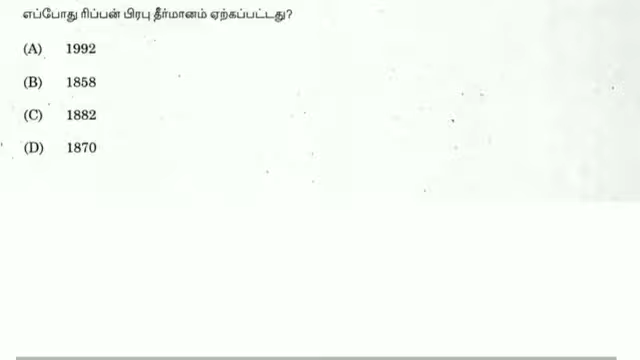 எப்போது ரிப்பன் பிரபு தீர்மானம் ஏற்கப்பட்டது?
(A) 1992
(B) 1858
(C) 1882
(D) 1870